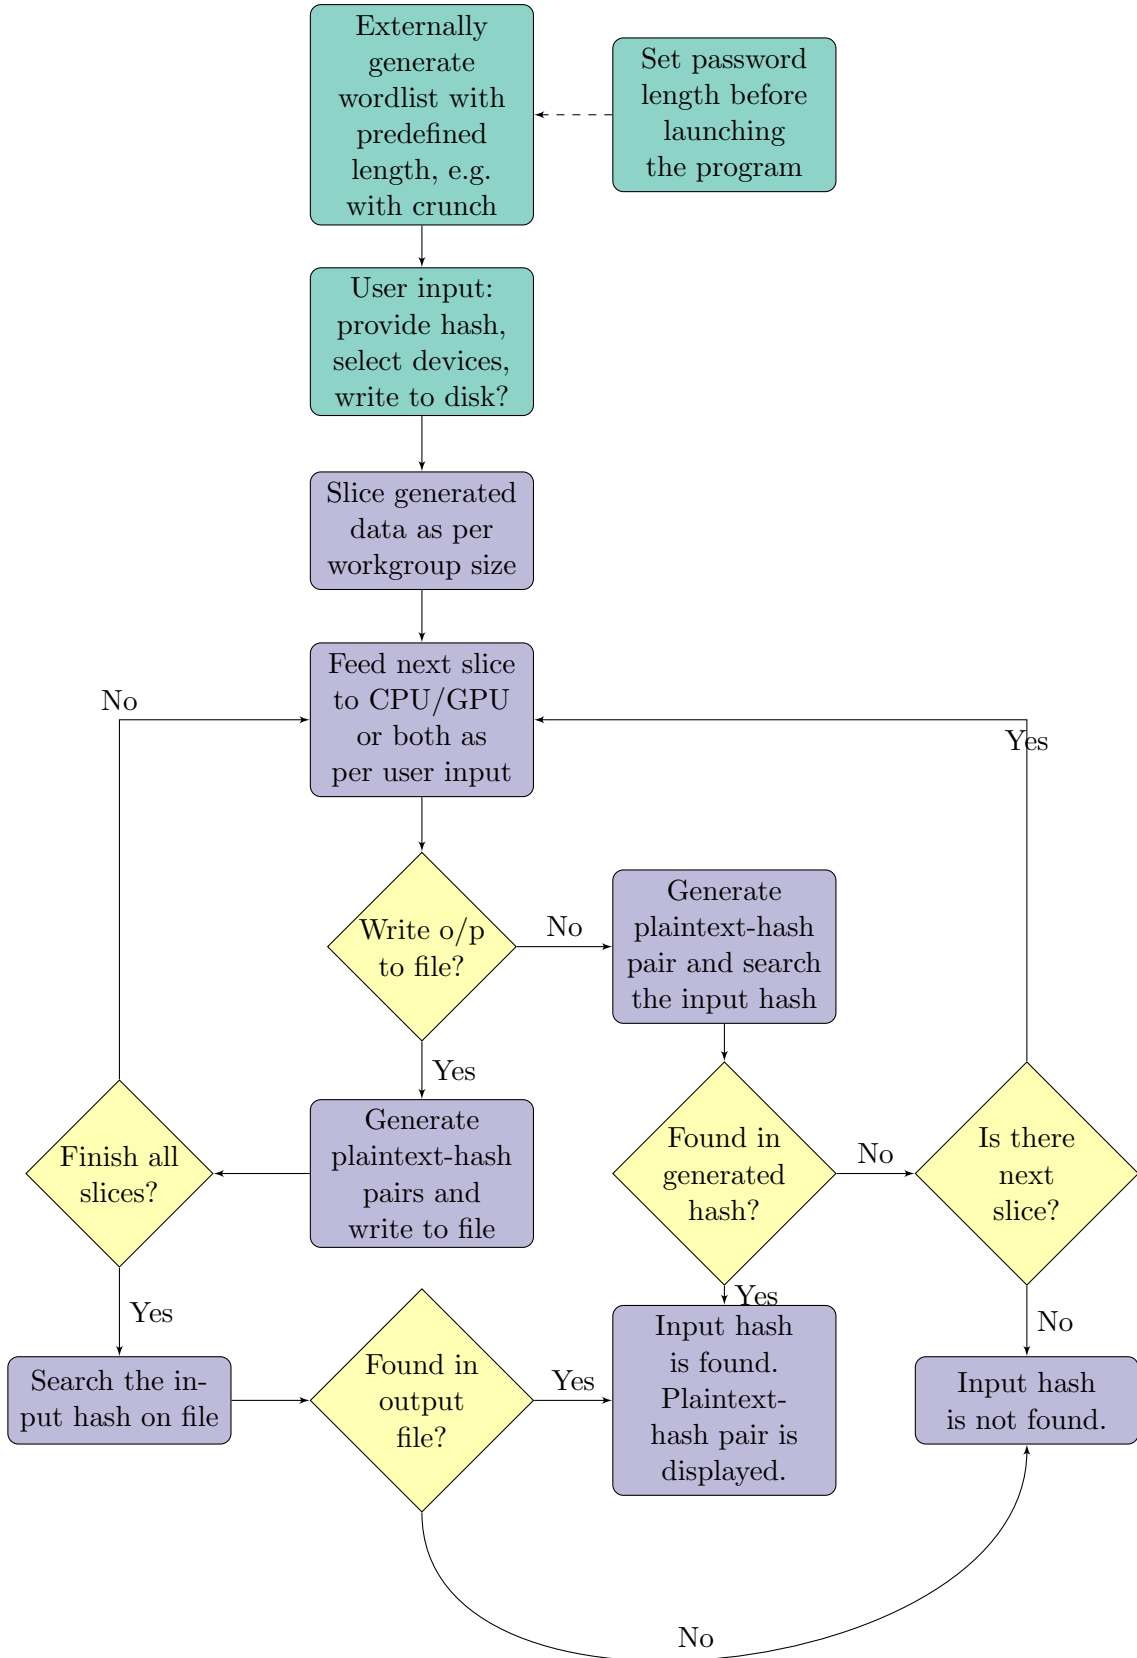 Externally
generate
wordlist with
predefined
length, e.g.
with crunch
Set password
length before
launching
the program
User input:
provide hash,
select devices,
write to disk?
Slice generated
data as per
workgroup size
Feed next slice
to CPU/GPU
or both as
per user input
No
Yes
Write o/p
to file?
No
Generate
plaintext-hash
pair and search
the input hash
Yes
Finish all
slices?
Generate
plaintext-hash
pairs and
write to file
Found in
generated
hash?
No
Is there
next
slice?
Yes
Yes
No
Search the in-
put hash on file
Found in
output
file?
Yes
Input hash
is found.
Plaintext-
hash pair is
displayed.
Input hash
is not found.
No